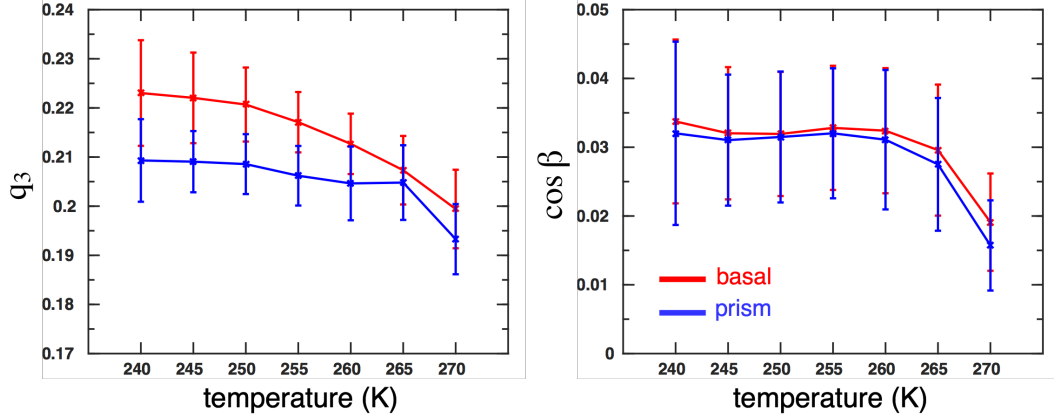 0.24
0.23
0.22
0.21
0.2
0.19
0.18
0.17
q3
240 245 250 255 260 265 270
temperature (K)
0.05
0.04
0.03
0.02
0.01
0
cos β
basal
prism
240 245 250 255 260 265 270
temperature (K)